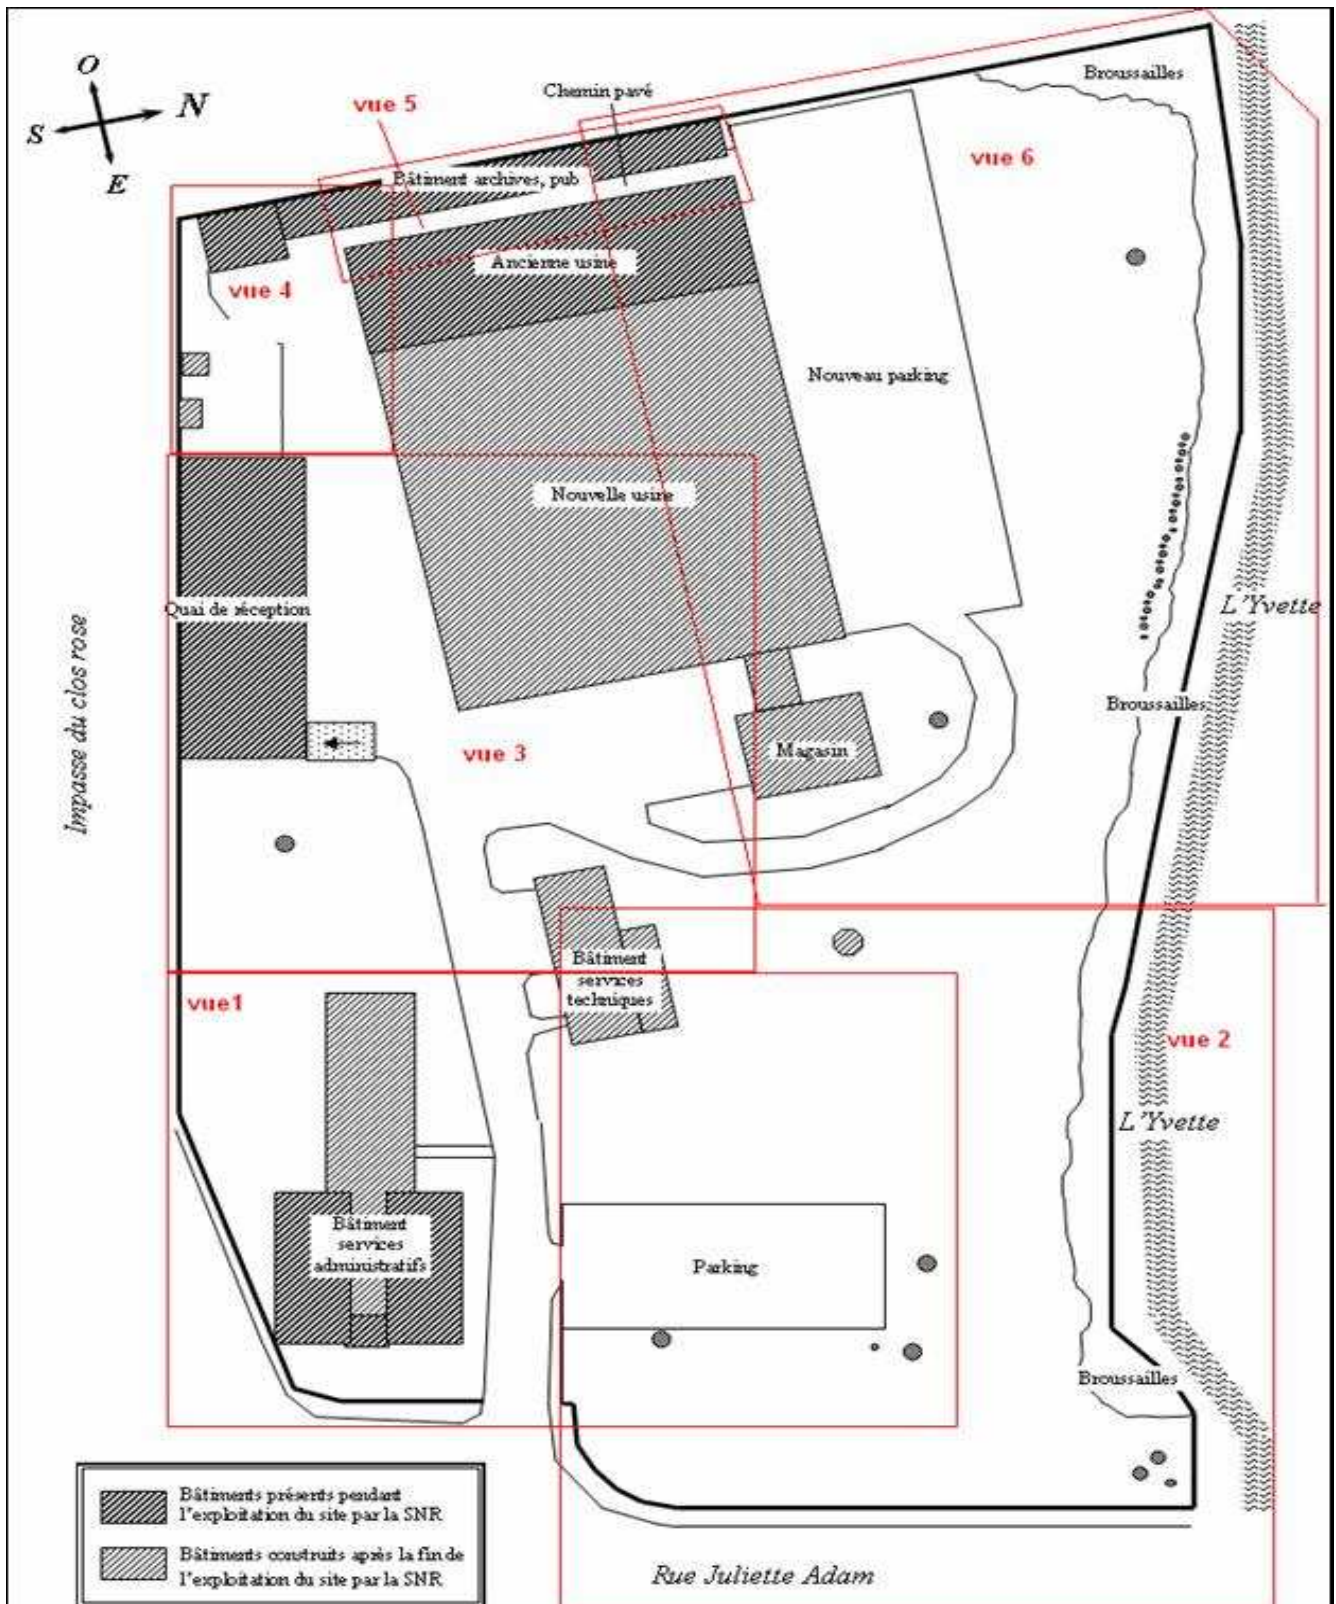 O
N
S
E
vue 5
Chemin pavé
Broussailles
vue 6
Bâtiment archives, pub
Ancienne usine
vue 4
Nouveau parking
Nouvelle usine
Quai de réception
L'Yvette
Impasse du clos rose
Broussailles
vue 3
Magasin
Bâtiment
services
techniques
vue1
vue 2
L'Yvette
Bâtiment
services
administratifs
Parking
Broussailles
Bâtiments présents pendant
l'exploitation du site par la SNR
Bâtiments construits après la fin de
l'exploitation du site par la SNR
Rue Juliette Adam